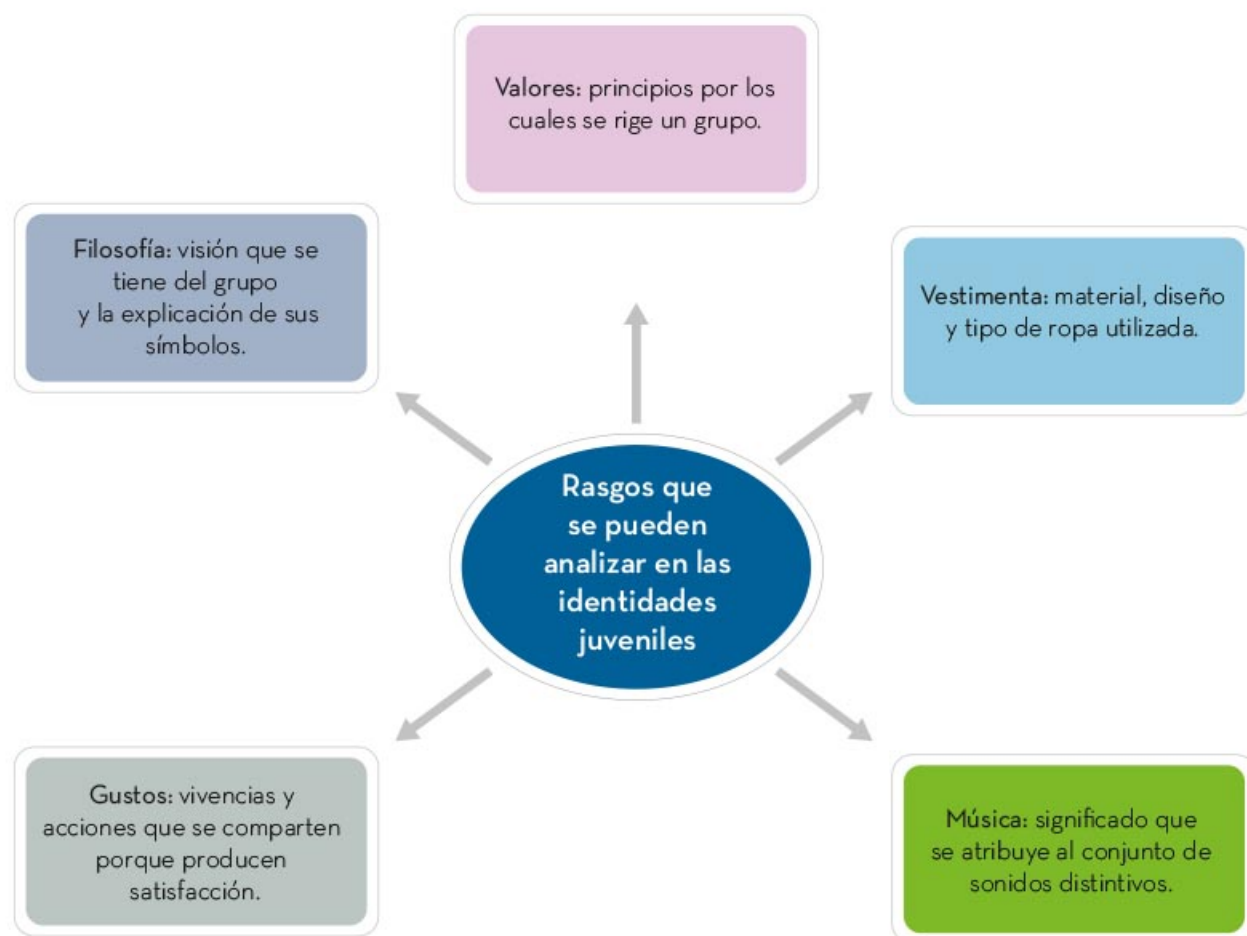 Valores: principios por los
cuales se rige un grupo.
Filosofía: visión que se
tiene del grupo
y la explicación de sus
símbolos.
Vestimenta: material, diseño
y tipo de ropa utilizada.
Rasgos que
se pueden
analizar en las
identidades
juveniles
Gustos: vivencias y
acciones que se comparten
porque producen
satisfacción.
Música: significado que
se atribuye al conjunto de
sonidos distintivos.